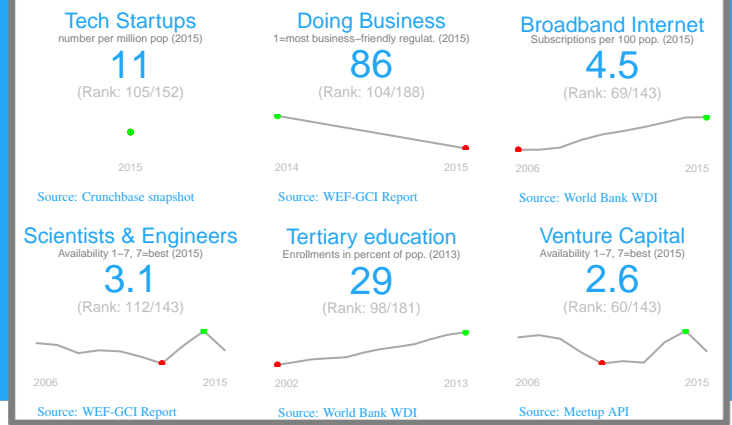 Tech Startups
number per million pop (2015)
11
(Rank: 105/152)
2015
Source: Crunchbase snapshot
Doing Business
1=most business−friendly regulat. (2015)
86
(Rank: 104/188)
2014 2015
Source: WEF-GCI Report
Broadband Internet
Subscriptions per 100 pop. (2015)
4.5
(Rank: 69/143)
2006 2015
Source: World Bank WDI
Scientists & Engineers
Availability 1−7, 7=best (2015)
3.1
(Rank: 112/143)
2006 2015
Source: WEF-GCI Report
Tertiary education
Enrollments in percent of pop. (2013)
29
(Rank: 98/181)
2002 2013
Source: World Bank WDI
Venture Capital
Availability 1−7, 7=best (2015)
2.6
(Rank: 60/143)
2006 2015
Source: Meetup API